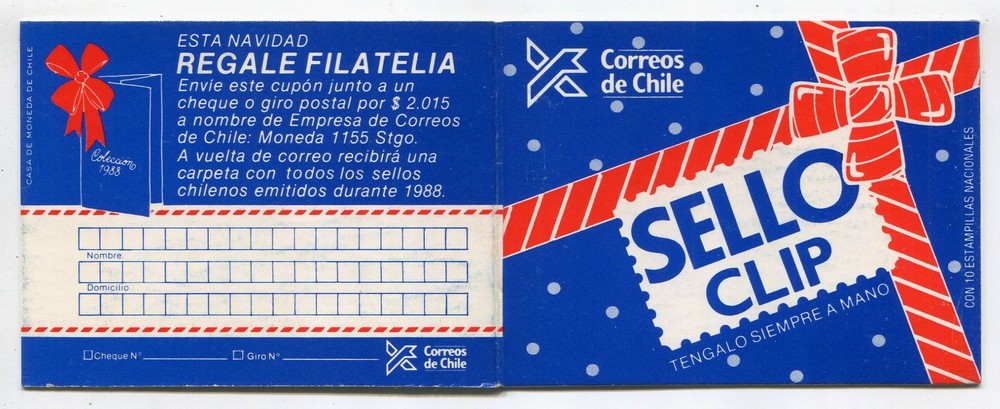 CASA DE MONEDA DE CHILE
Colección
1988
ESTA NAVIDAD
REGALE FILATELIA
Envíe este cupón junto a un
cheque o giro postal por $ 2.015
a nombre de Empresa de Correos
de Chile: Moneda 1155 Stgo.
A vuelta de correo recibirá una
carpeta con todos los sellos
chilenos emitidos durante 1988.
Nombre:
Domicilio
Cheque Nº
Giro Nº
Correos
de Chile
Correos
de Chile
SELLO
CLIP
TENGALO SIEMPRE A MANO
CON 10 ESTAMPILLAS NACIONALES